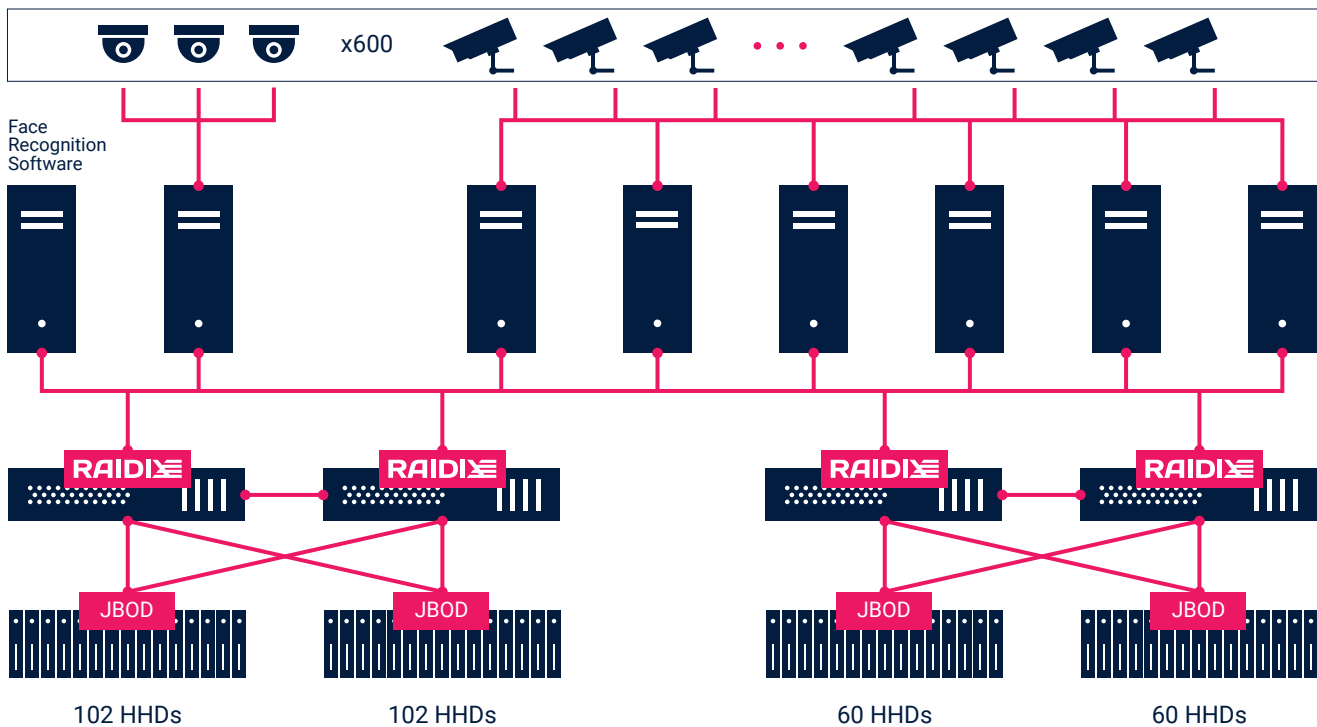 x600
Face
Recognition
Software
RAIDIX
RAIDIX
RAIDIX
RAIDIX
JBOD
JBOD
JBOD
JBOD
102 HHDs
102 HHDs
60 HHDs
60 HHDs